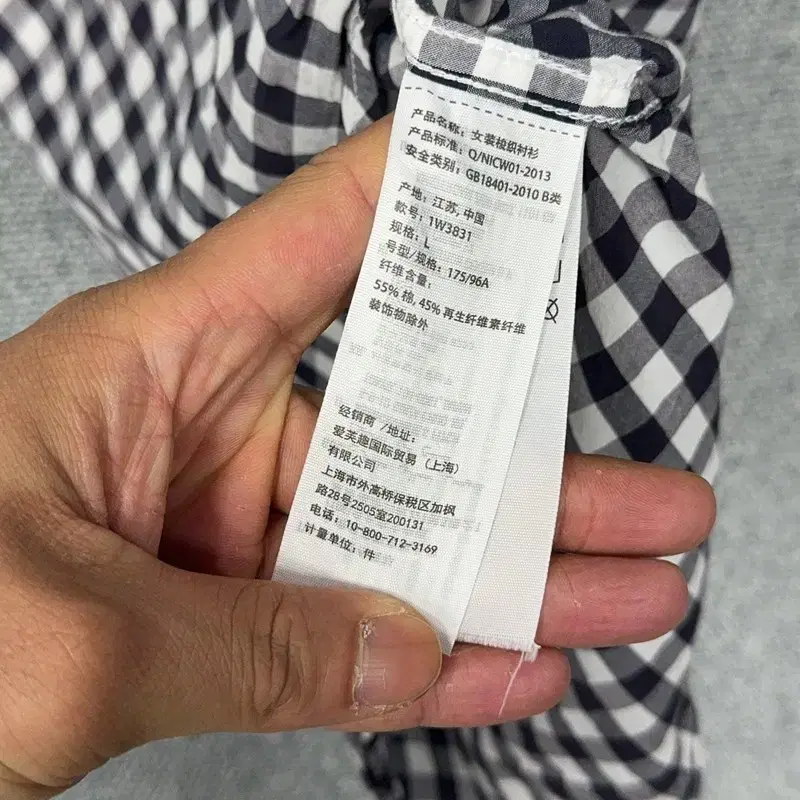 产品名称: 女装梭织衬衫
产品标准: Q/NICW01-2013
安全类别: GB18401-2010 B类
产地: 江苏, 中国
款号: 1W3831
规格: L
号型/规格: 175/96A
纤维含量:
55% 棉, 45% 再生纤维素纤维
装饰物除外
经销商 /地址:
爱芙趣国际贸易 (上海)
有限公司
上海市外高桥保税区加枫
路28号2505室200131
电话: 10-800-712-3169
计量单位: 件